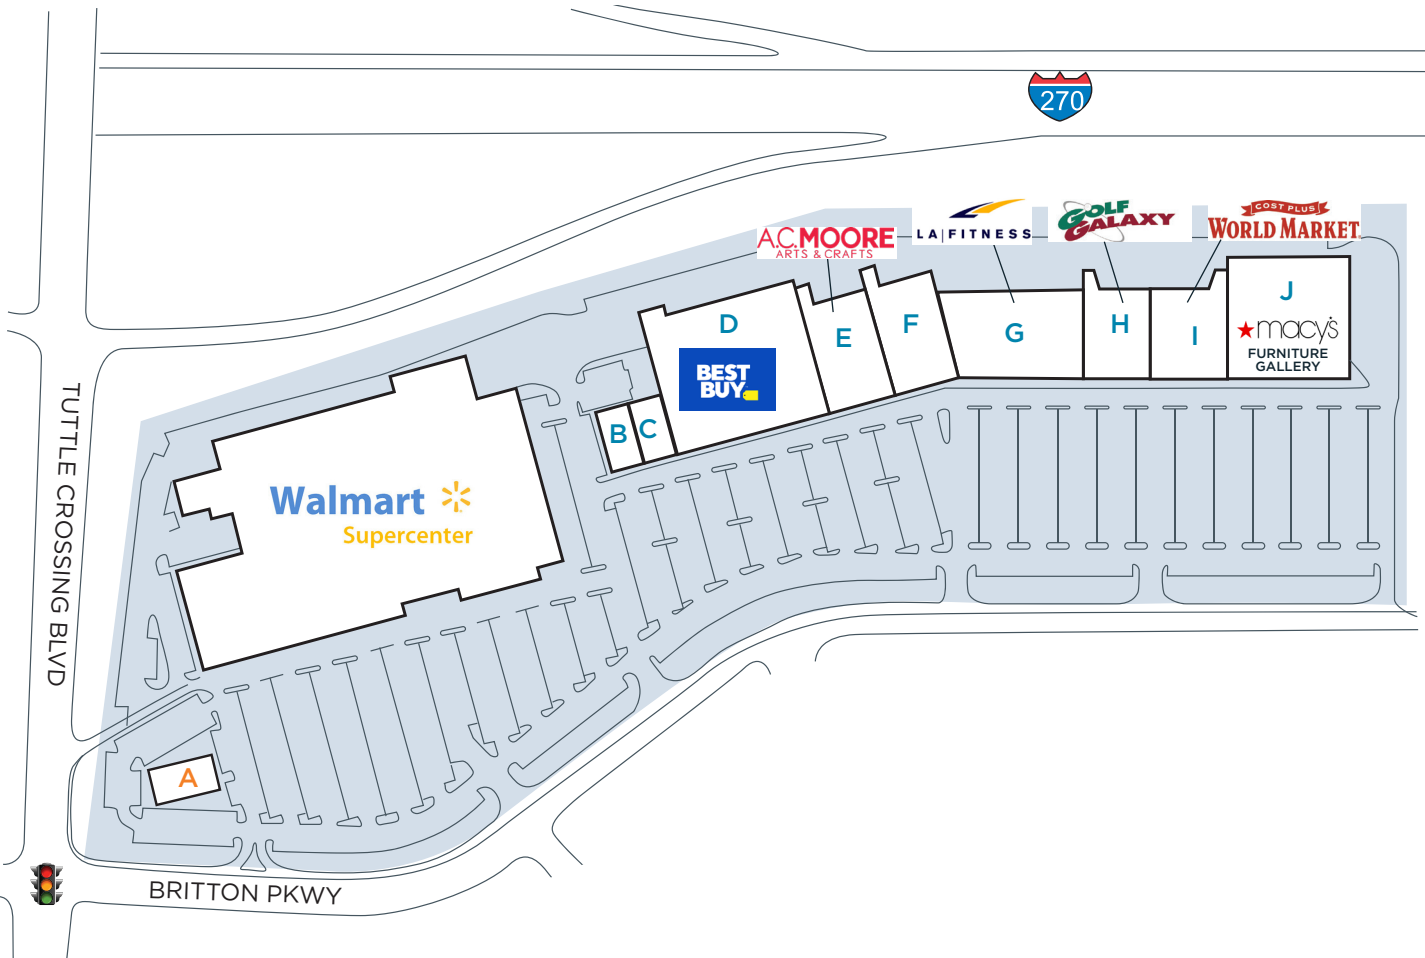 270
A.C.MOORE
ARTS & CRAFTS
LA|FITNESS
GOLF
GALAXY
COST PLUS
WORLD MARKET.
D
E
F
G
H
I
J
macy's
FURNITURE
GALLERY
BEST
BUY
B
C
Walmart
Supercenter
TUTTLE CROSSING BLVD
A
BRITTON PKWY